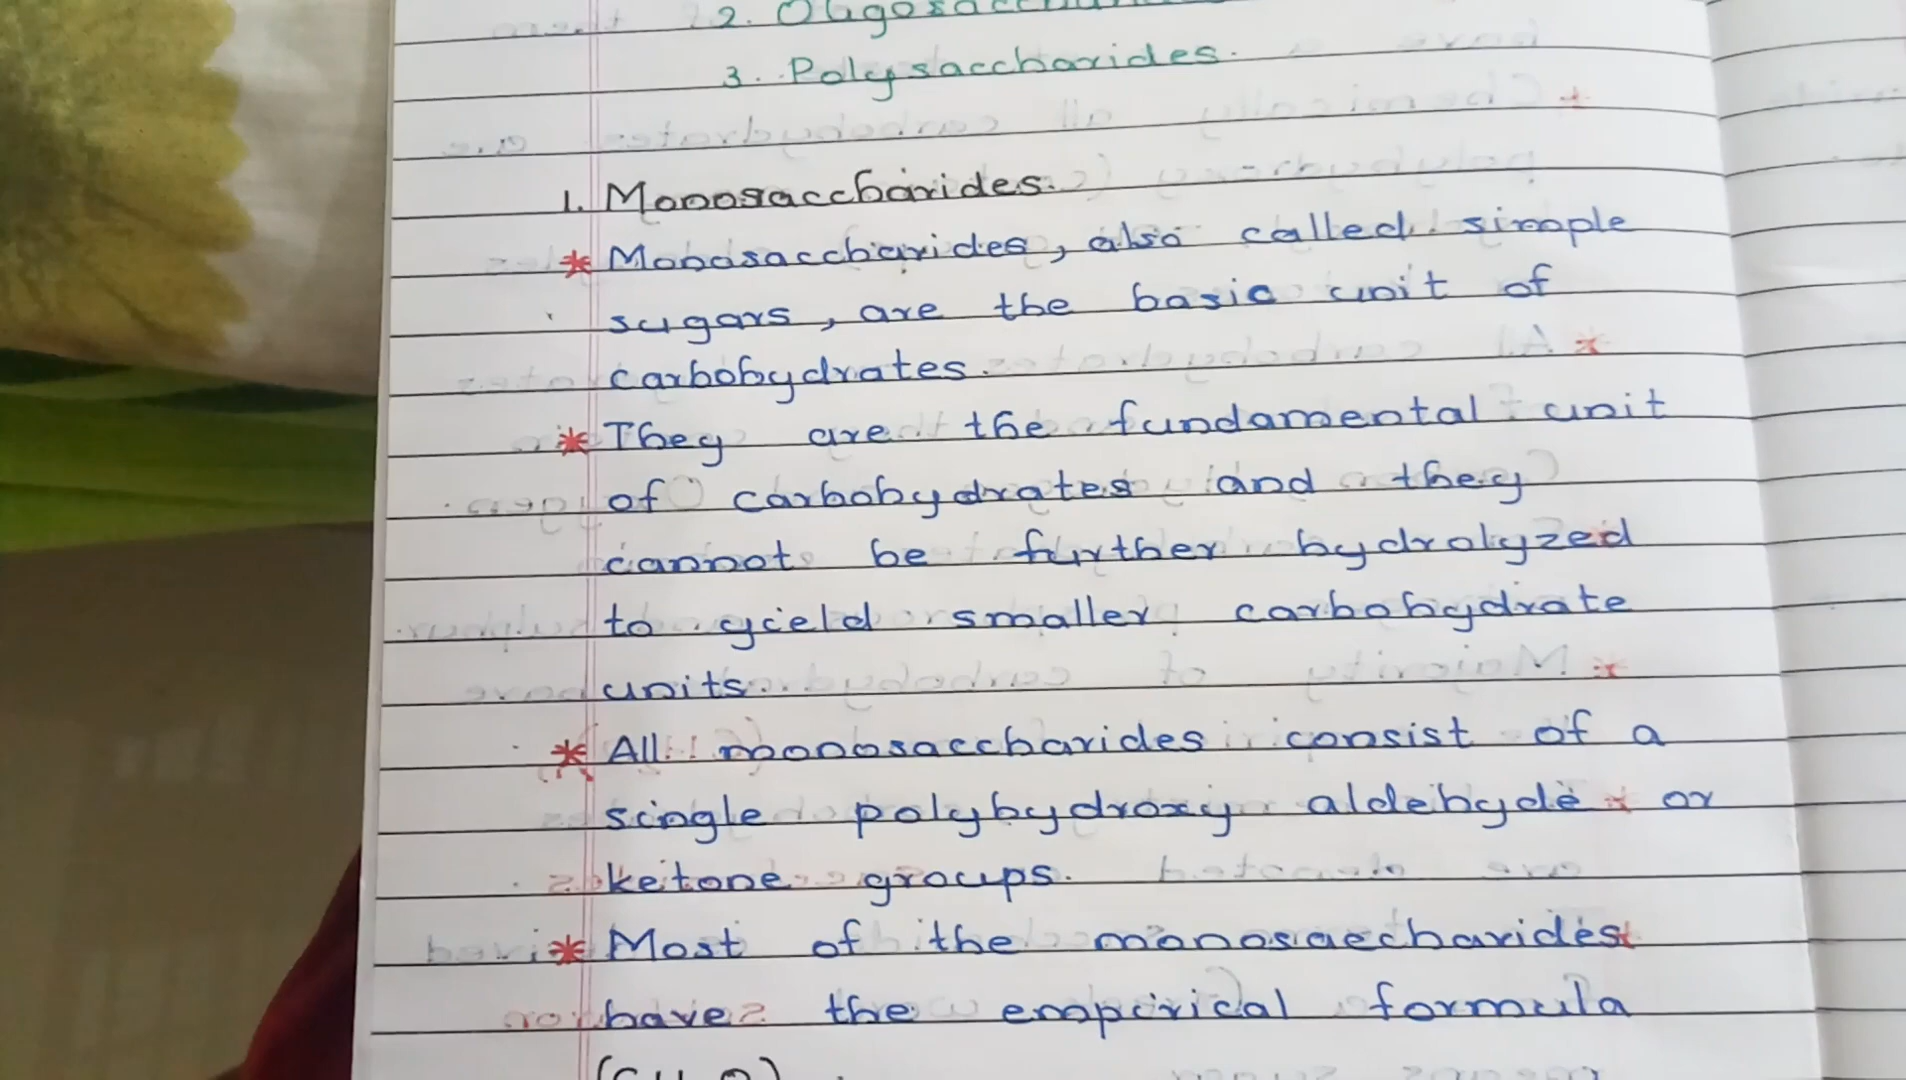 2. Oligosacchar
3. Polysaccharides.
1. Monosaccharides.
* Monosaccharides, also called simple
sugars, are the basic unit of
carbohydrates.
* They are the fundamental unit
of carbohydrates and they
cannot be further hydrolyzed
to yield smaller carbohydrate
units.
* All monosaccharides consist of a
single polyhydroxy aldehyde or
ketone groups.
* Most of the monosaccharides
have the empirical formula